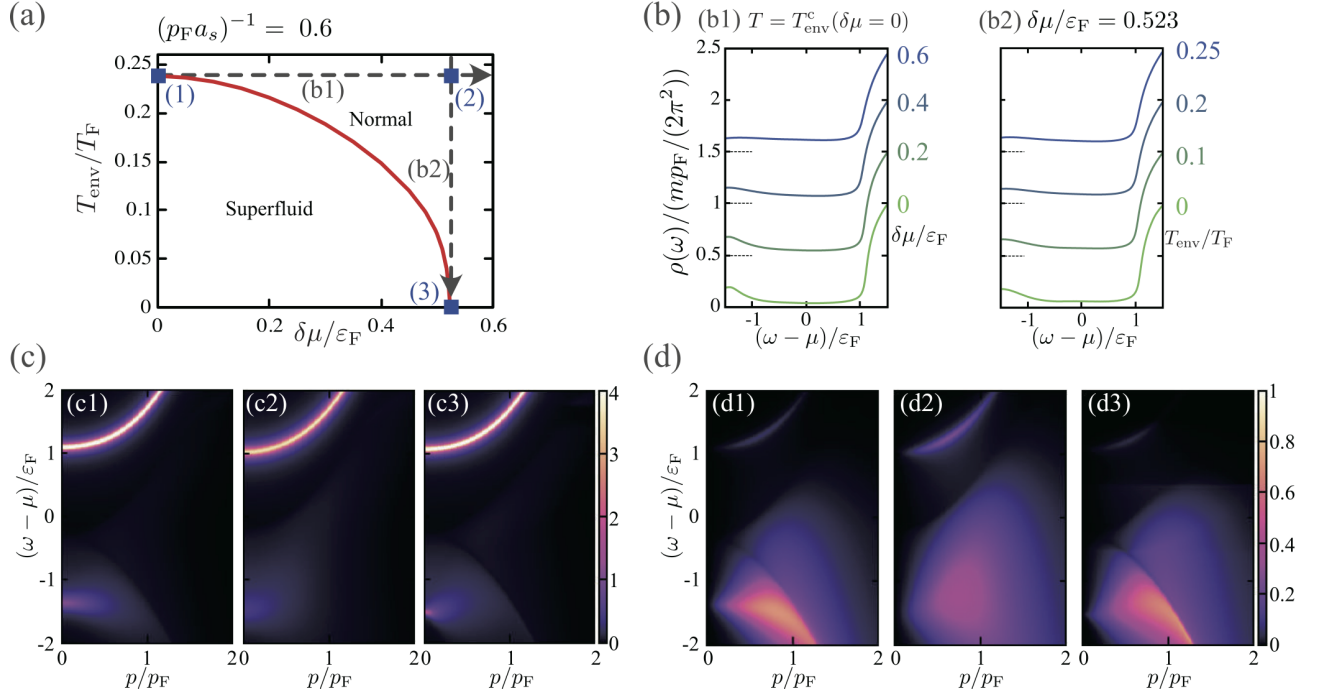 (a)
(p_F a_s)^{-1} = 0.6
T_env/T_F
0.25
0.2
0.15
0.1
0.05
0
(1)
(b1)
(2)
Normal
(b2)
Superfluid
(3)
0 0.2 0.4 0.6
δμ/ε_F
(b)
(b1) T = T^c_env(δμ = 0)
ρ(ω)/(mp_F/(2π²))
2.5
2
1.5
1
0.5
0
0.6
0.4
0.2
0
δμ/ε_F
-1 0 1
(ω − μ)/ε_F
(b2) δμ/ε_F = 0.523
0.25
0.2
0.1
0
T_env/T_F
-1 0 1
(ω − μ)/ε_F
(c)
(ω − μ)/ε_F
2
1
0
-1
-2
(c1) (c2) (c3)
4
3
2
1
0
0 1 20 1 20 1 2
p/p_F p/p_F p/p_F
(d)
(ω − μ)/ε_F
2
1
0
-1
-2
(d1) (d2) (d3)
1
0.8
0.6
0.4
0.2
0
0 1 2 0 1 2 0 1 2
p/p_F p/p_F p/p_F